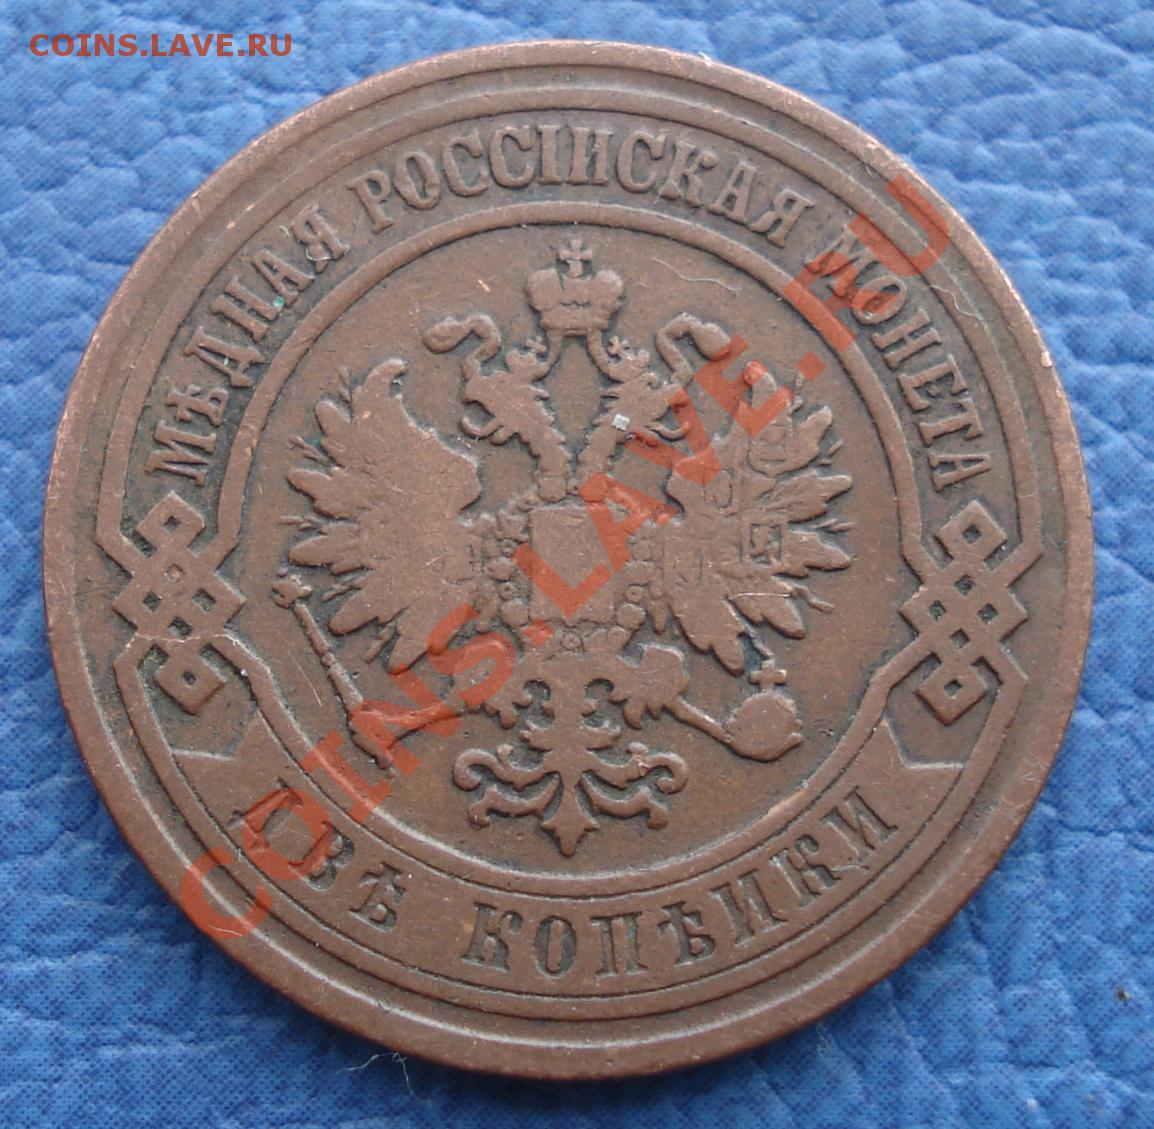 COINS.LAVE.RU
МѢДНАЯ РОССІЙСКАЯ МОНЕТА
COINS.LAVE.RU
ДВѢ КОПѢЙКИ